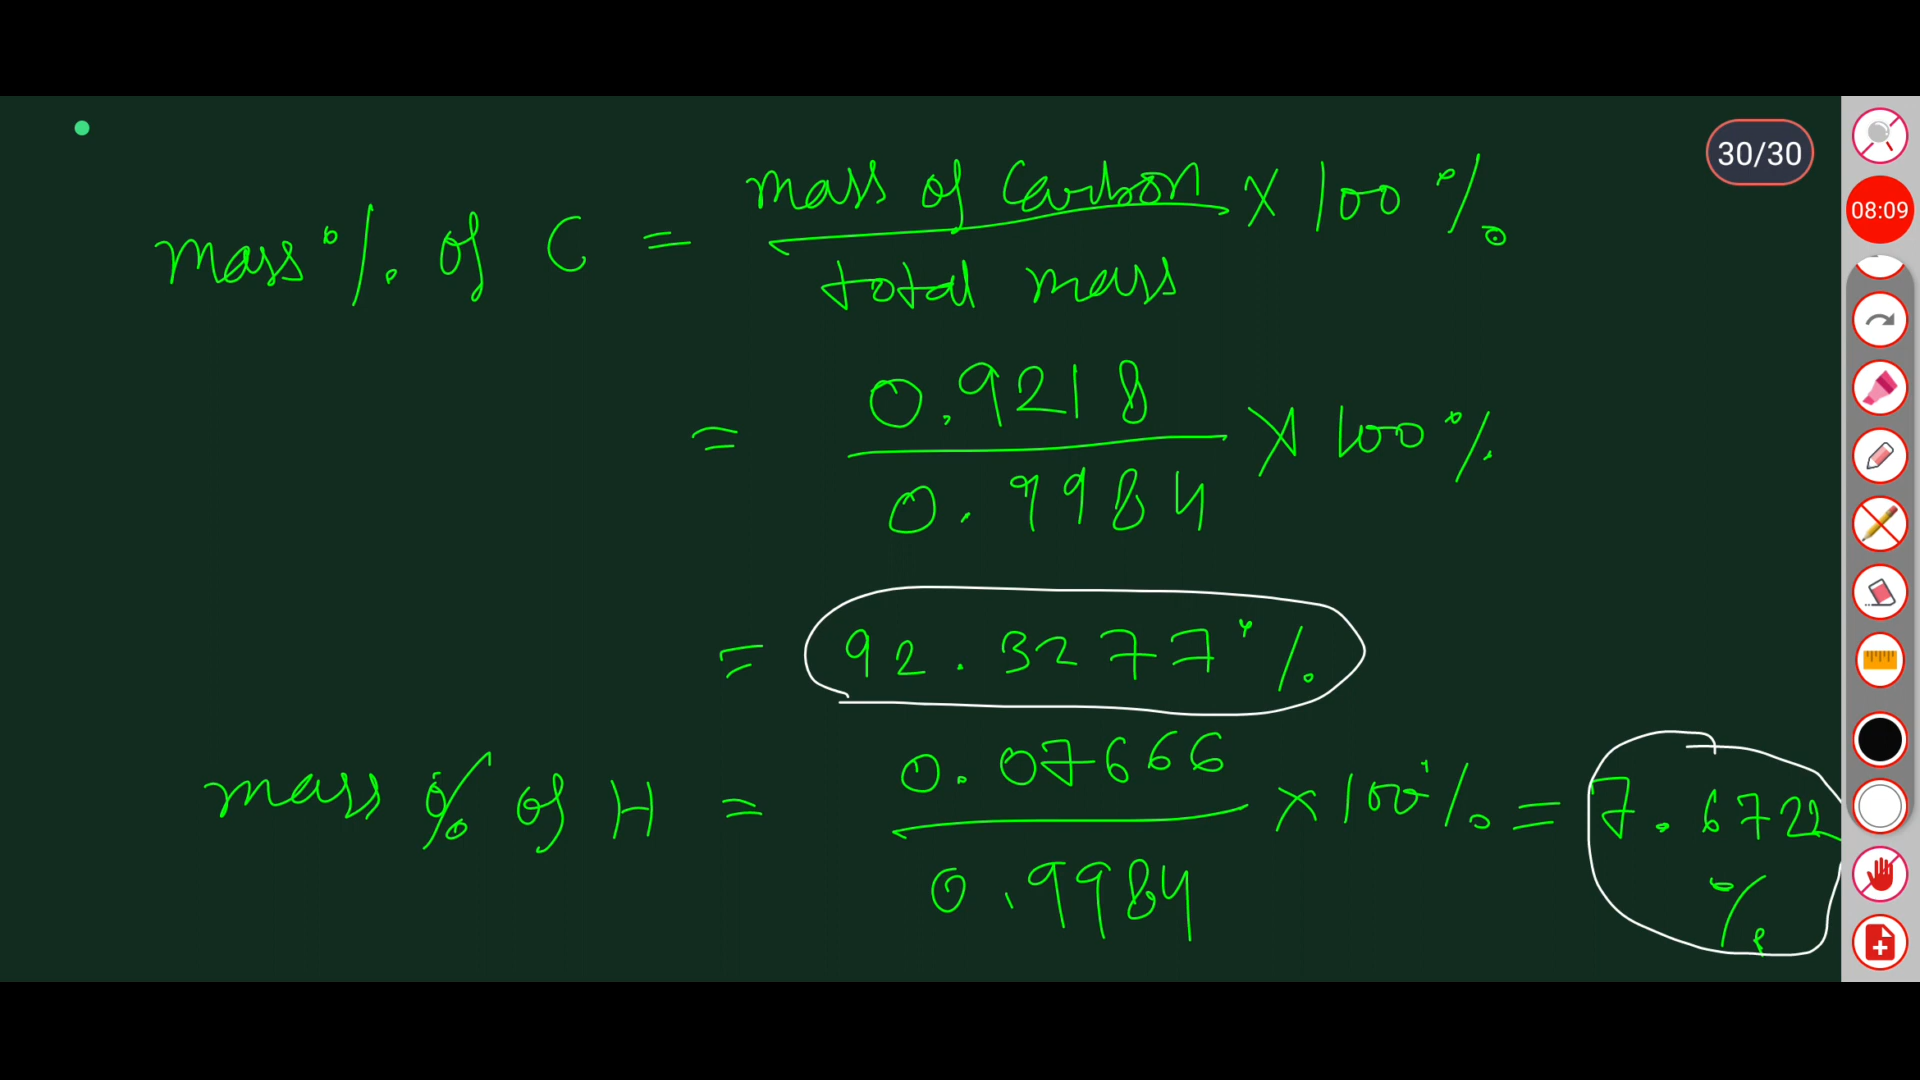 30/30
08:09
mass % of C = mass of Carbon / total mass × 100 %
= 0.9218 / 0.9984 × 100 %
= 92.3277 %
mass % of H = 0.07666 / 0.9984 × 100 % = 7.6722 %